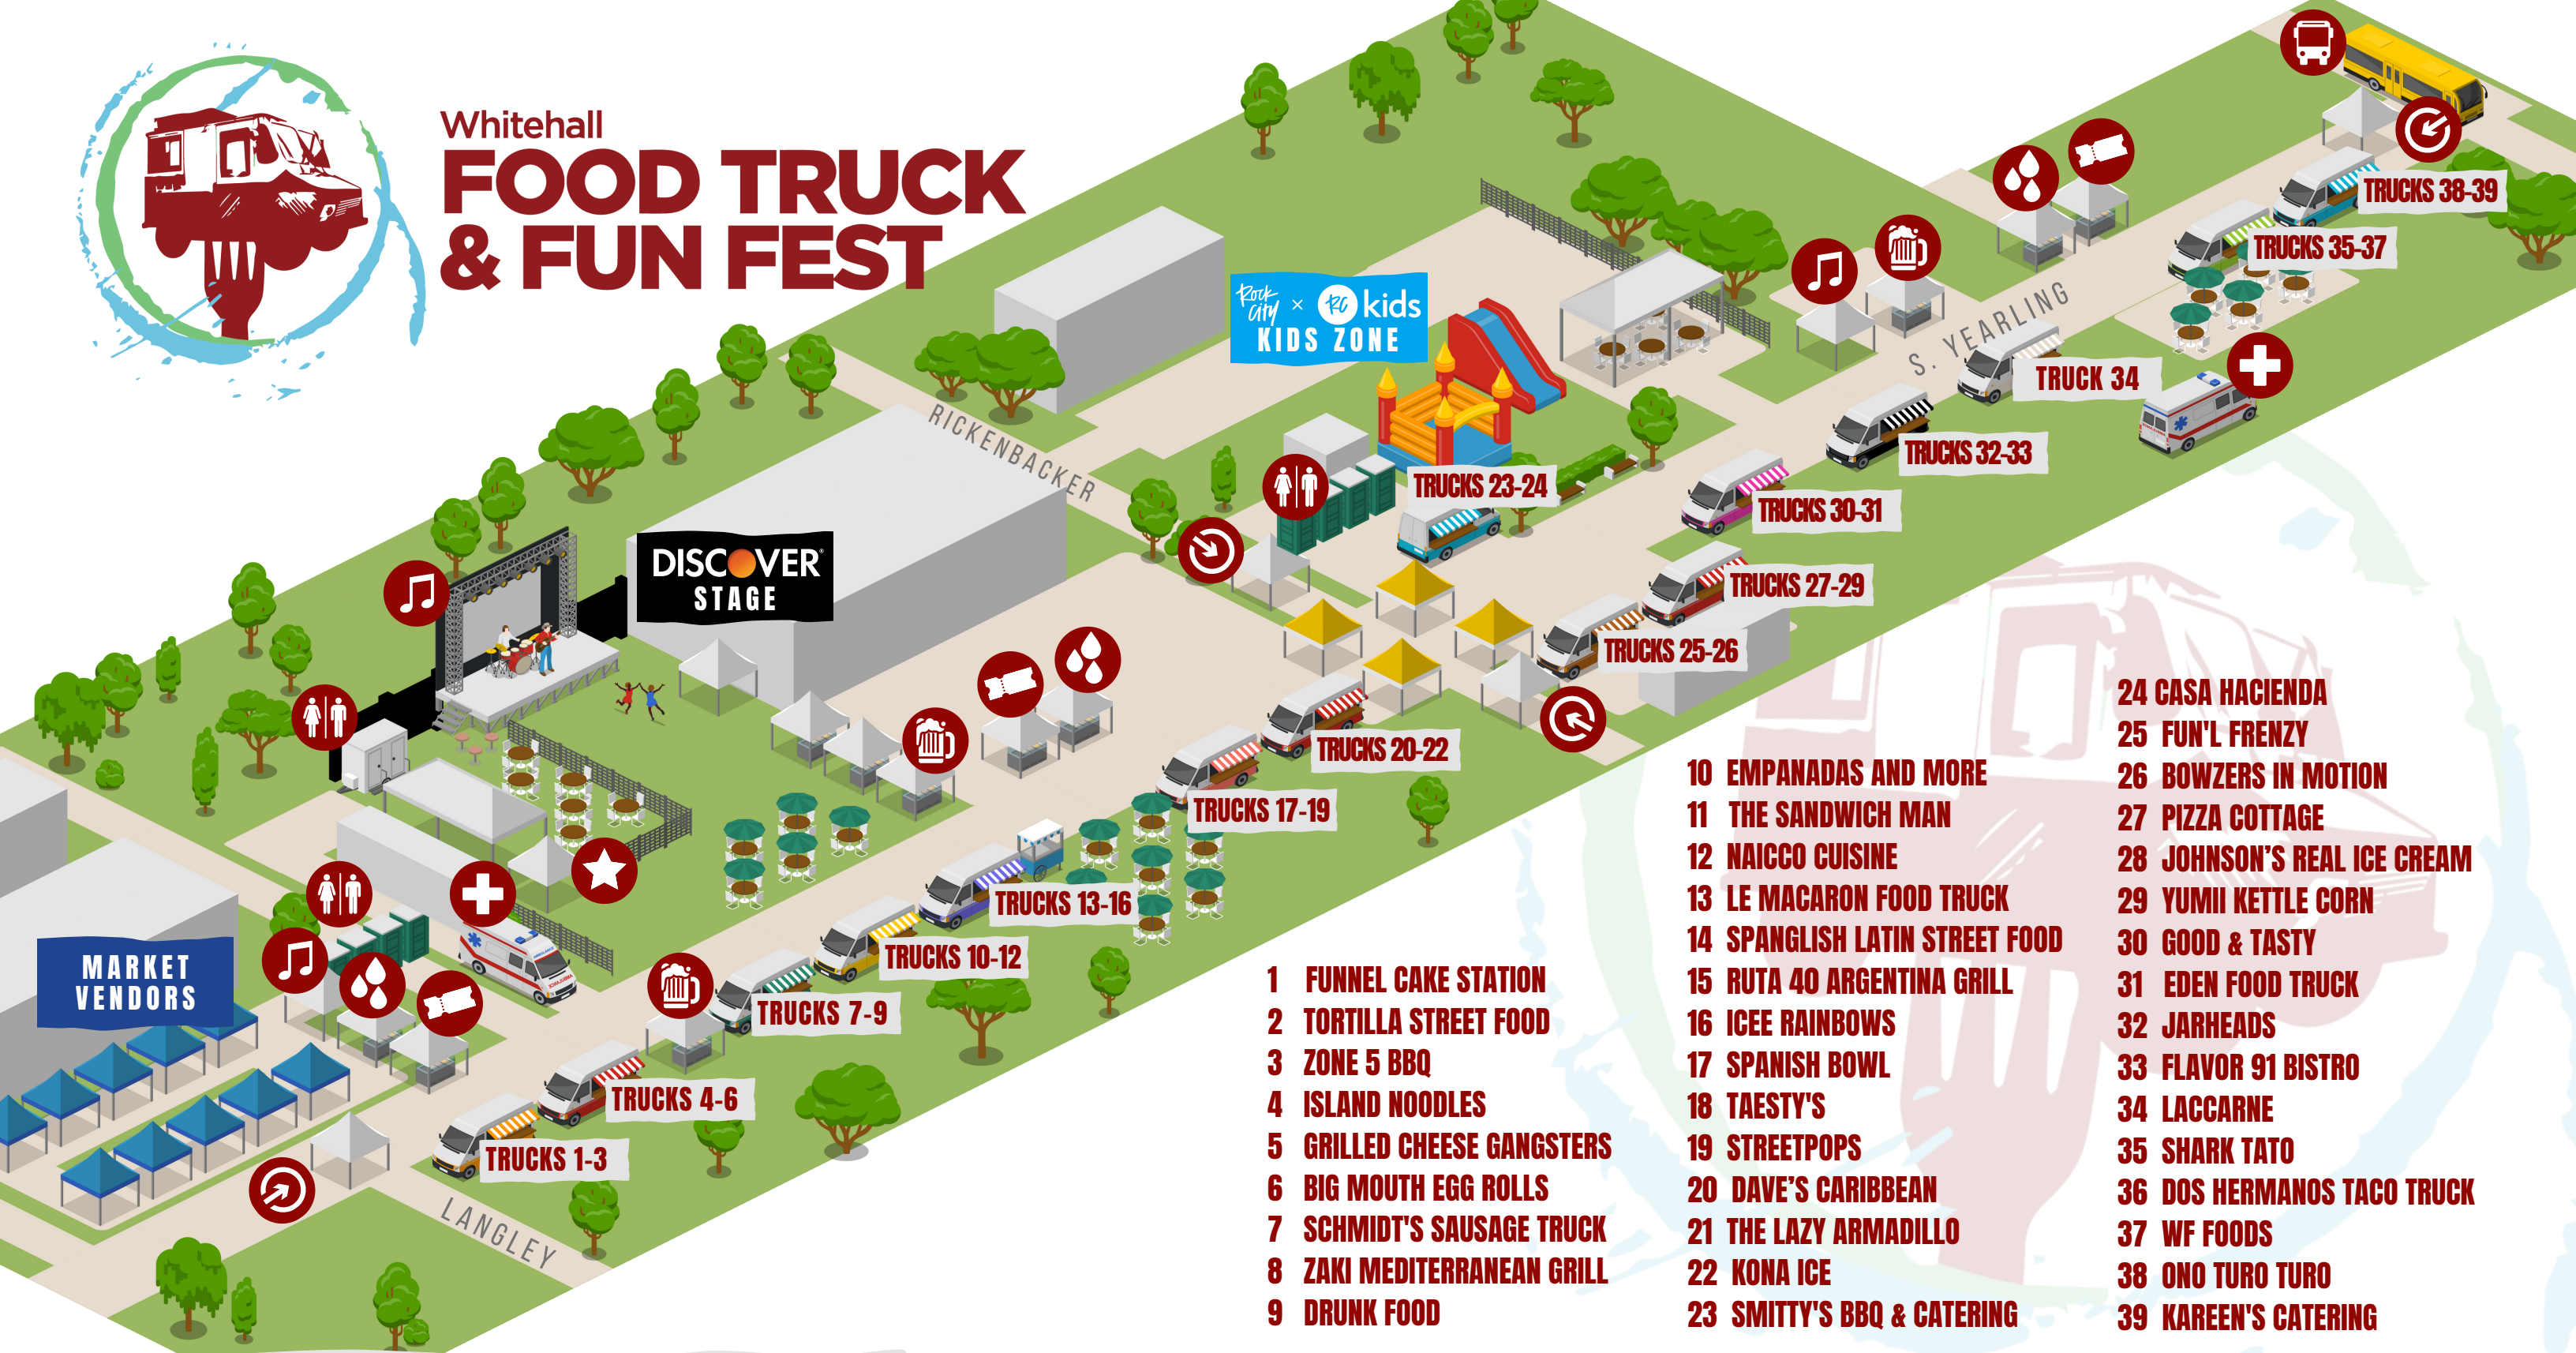 Whitehall
FOOD TRUCK
& FUN FEST
Rock City × RC kids
KIDS ZONE
DISCOVER®
STAGE
MARKET
VENDORS
RICKENBACKER
S. YEARLING
LANGLEY
TRUCKS 38-39
TRUCKS 35-37
TRUCK 34
TRUCKS 32-33
TRUCKS 30-31
TRUCKS 27-29
TRUCKS 25-26
TRUCKS 23-24
TRUCKS 20-22
TRUCKS 17-19
TRUCKS 13-16
TRUCKS 10-12
TRUCKS 7-9
TRUCKS 4-6
TRUCKS 1-3
1 FUNNEL CAKE STATION
2 TORTILLA STREET FOOD
3 ZONE 5 BBQ
4 ISLAND NOODLES
5 GRILLED CHEESE GANGSTERS
6 BIG MOUTH EGG ROLLS
7 SCHMIDT'S SAUSAGE TRUCK
8 ZAKI MEDITERRANEAN GRILL
9 DRUNK FOOD
10 EMPANADAS AND MORE
11 THE SANDWICH MAN
12 NAICCO CUISINE
13 LE MACARON FOOD TRUCK
14 SPANGLISH LATIN STREET FOOD
15 RUTA 40 ARGENTINA GRILL
16 ICEE RAINBOWS
17 SPANISH BOWL
18 TAESTY'S
19 STREETPOPS
20 DAVE’S CARIBBEAN
21 THE LAZY ARMADILLO
22 KONA ICE
23 SMITTY'S BBQ & CATERING
24 CASA HACIENDA
25 FUN'L FRENZY
26 BOWZERS IN MOTION
27 PIZZA COTTAGE
28 JOHNSON’S REAL ICE CREAM
29 YUMII KETTLE CORN
30 GOOD & TASTY
31 EDEN FOOD TRUCK
32 JARHEADS
33 FLAVOR 91 BISTRO
34 LACCARNE
35 SHARK TATO
36 DOS HERMANOS TACO TRUCK
37 WF FOODS
38 ONO TURO TURO
39 KAREEN'S CATERING